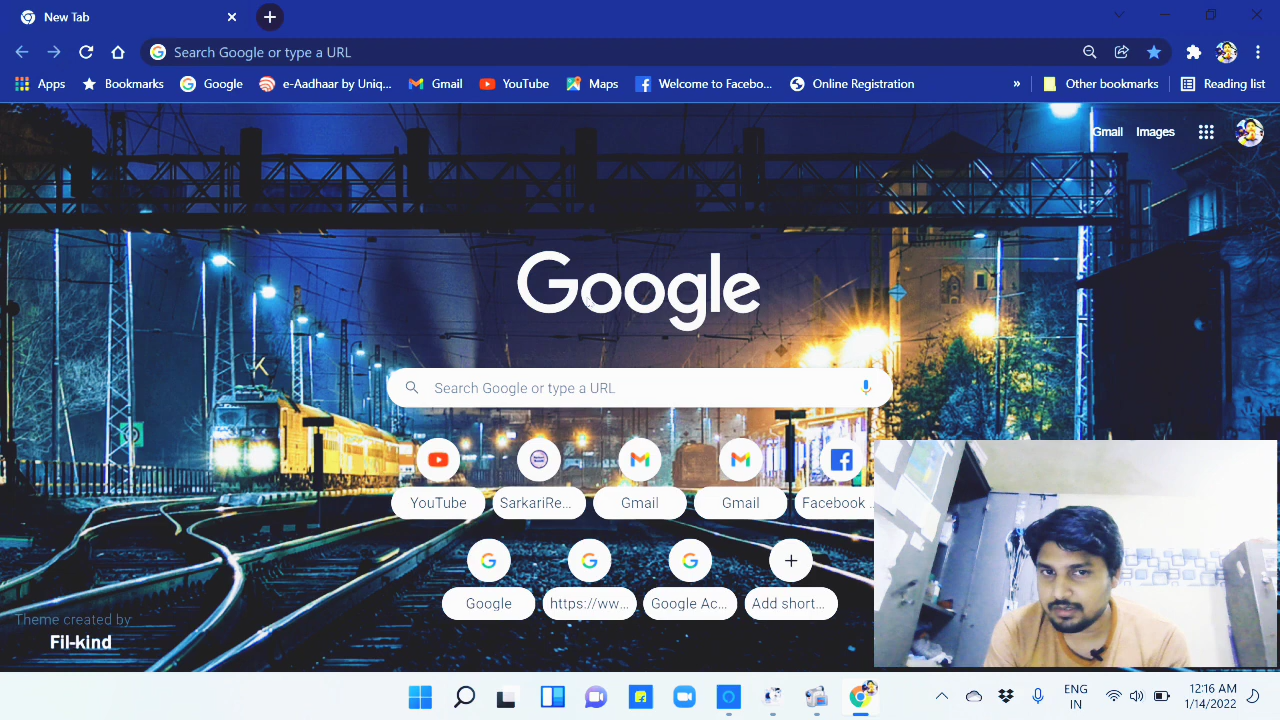 New Tab
Search Google or type a URL
Apps
Bookmarks
Google
e-Aadhaar by Uniq...
Gmail
YouTube
Maps
Welcome to Facebo...
Online Registration
»
Other bookmarks
Reading list
Gmail
Images
Google
Search Google or type a URL
YouTube
SarkariRe...
Gmail
Gmail
Facebook ...
Google
https://ww...
Google Ac...
Add short...
Theme created by
Fil-kind
ENG
IN
12:16 AM
1/14/2022